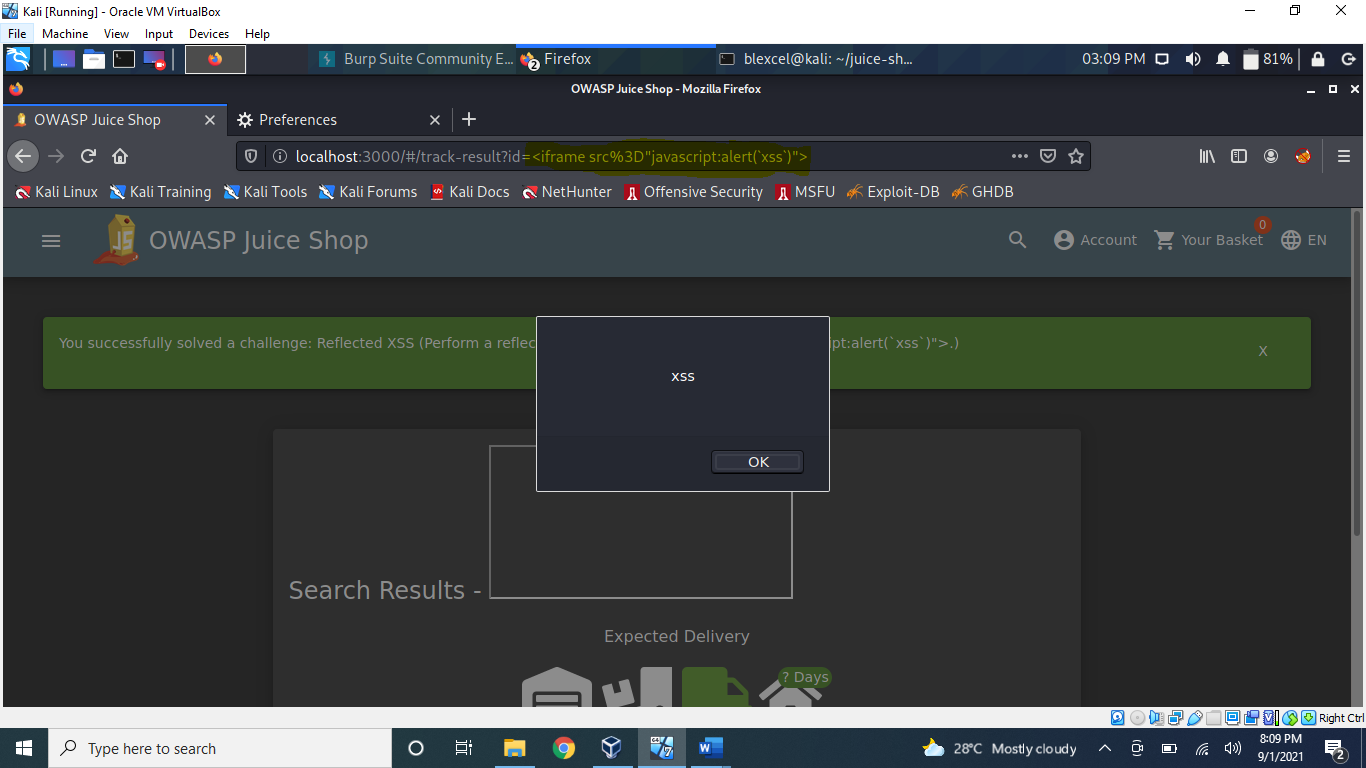 Kali [Running] - Oracle VM VirtualBox
File Machine View Input Devices Help
Burp Suite Community E... Firefox blexcel@kali: ~/juice-sh... 03:09 PM 81%
2
OWASP Juice Shop - Mozilla Firefox
OWASP Juice Shop Preferences
localhost:3000/#/track-result?id=<iframe src%3D"javascript:alert(`xss`)">
Kali Linux Kali Training Kali Tools Kali Forums Kali Docs NetHunter Offensive Security MSFU Exploit-DB GHDB
OWASP Juice Shop Account Your Basket 0 EN
You successfully solved a challenge: Reflected XSS (Perform a reflec ipt:alert(`xss`)">.) X
xss
OK
Search Results -
Expected Delivery
? Days
Right Ctrl
Type here to search 28°C Mostly cloudy 8:09 PM
9/1/2021 2